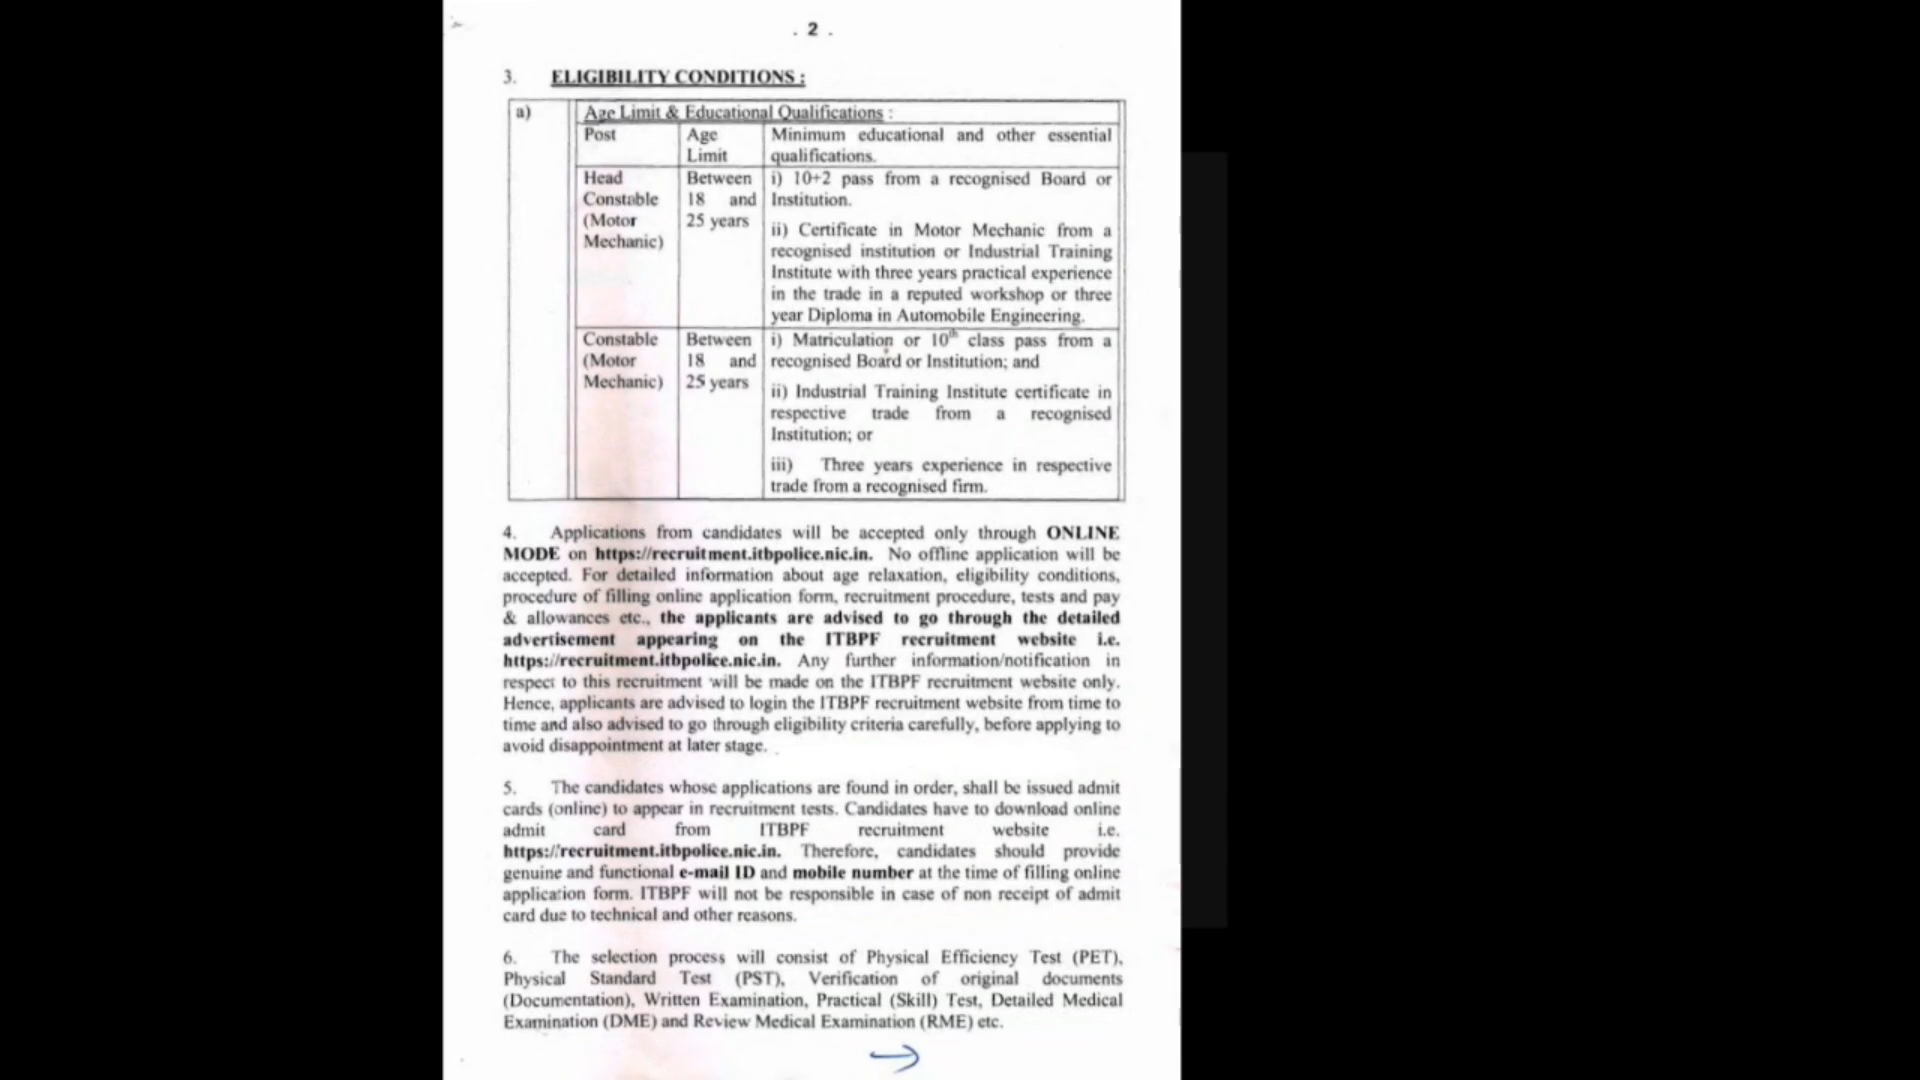 . 2 .
3. ELIGIBILITY CONDITIONS :
a) Age Limit & Educational Qualifications :
Post
Age
Limit
Minimum educational and other essential
qualifications.
Head
Constable
(Motor
Mechanic)
Between
18 and
25 years
i) 10+2 pass from a recognised Board or
Institution.
ii) Certificate in Motor Mechanic from a
recognised institution or Industrial Training
Institute with three years practical experience
in the trade in a reputed workshop or three
year Diploma in Automobile Engineering.
Constable
(Motor
Mechanic)
Between
18 and
25 years
i) Matriculation or 10th class pass from a
recognised Board or Institution; and
ii) Industrial Training Institute certificate in
respective trade from a recognised
Institution; or
iii) Three years experience in respective
trade from a recognised firm.
4. Applications from candidates will be accepted only through ONLINE
MODE on https://recruitment.itbpolice.nic.in. No offline application will be
accepted. For detailed information about age relaxation, eligibility conditions,
procedure of filling online application form, recruitment procedure, tests and pay
& allowances etc., the applicants are advised to go through the detailed
advertisement appearing on the ITBPF recruitment website i.e.
https://recruitment.itbpolice.nic.in. Any further information/notification in
respect to this recruitment will be made on the ITBPF recruitment website only.
Hence, applicants are advised to login the ITBPF recruitment website from time to
time and also advised to go through eligibility criteria carefully, before applying to
avoid disappointment at later stage.
5. The candidates whose applications are found in order, shall be issued admit
cards (online) to appear in recruitment tests. Candidates have to download online
admit card from ITBPF recruitment website i.e.
https://recruitment.itbpolice.nic.in. Therefore, candidates should provide
genuine and functional e-mail ID and mobile number at the time of filling online
application form. ITBPF will not be responsible in case of non receipt of admit
card due to technical and other reasons.
6. The selection process will consist of Physical Efficiency Test (PET),
Physical Standard Test (PST), Verification of original documents
(Documentation), Written Examination, Practical (Skill) Test, Detailed Medical
Examination (DME) and Review Medical Examination (RME) etc.